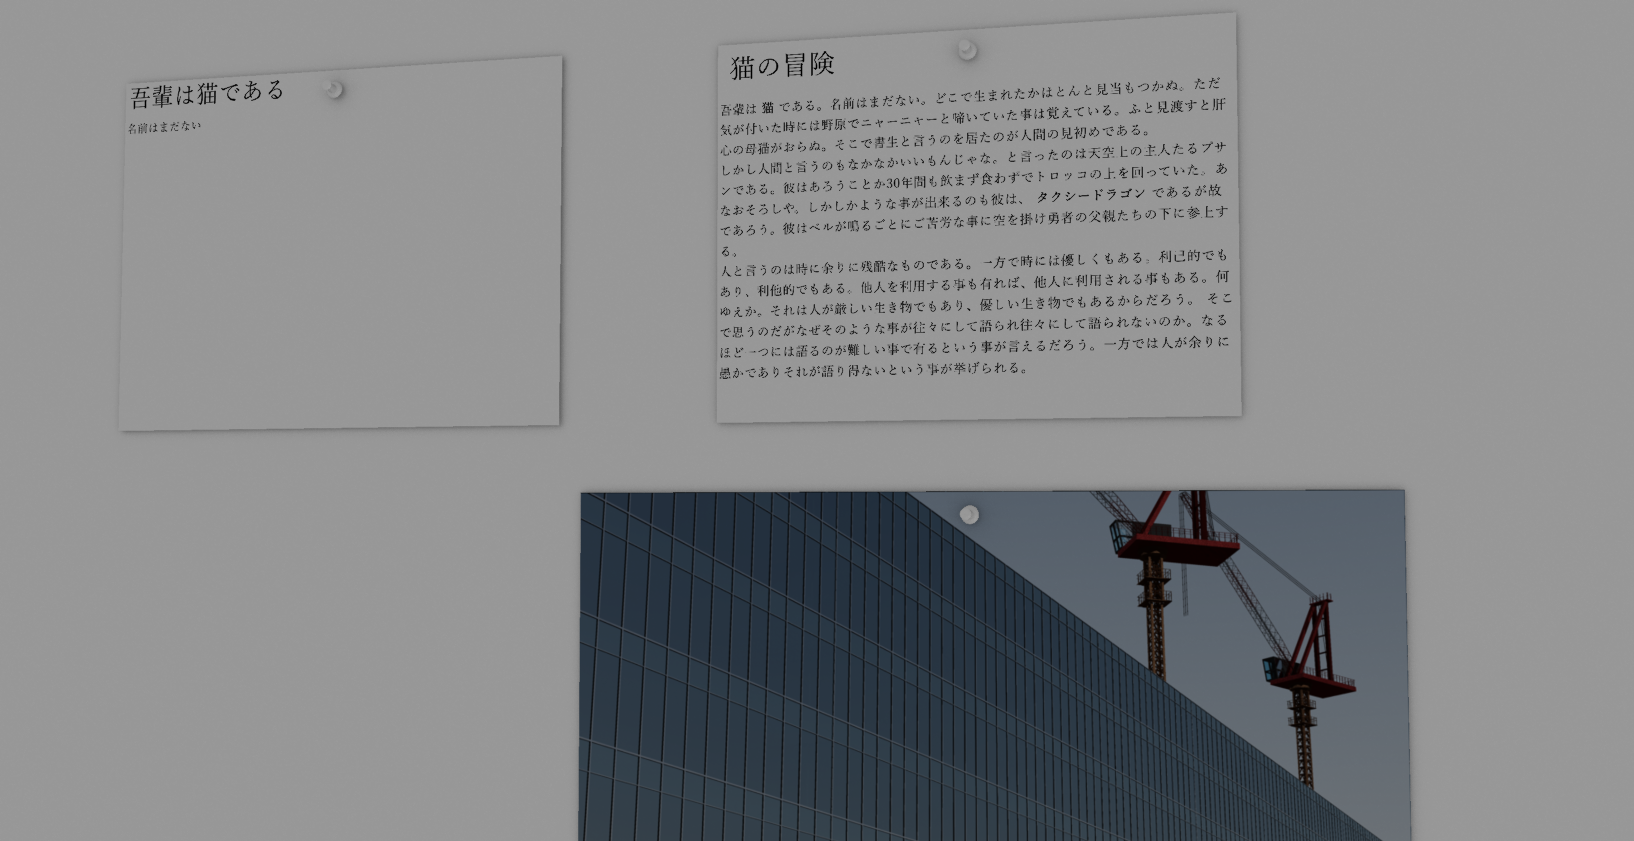 吾輩は猫である
名前はまだない
猫の冒険
吾輩は 猫 である。名前はまだない。どこで生まれたかはとんと見当もつかぬ。ただ
気が付いた時には野原でニャーニャーと啼いていた事は覚えている。ふと見渡すと肝
心の母猫がおらぬ。そこで書生と言うのを居たのが人間の見初めである。
しかし人間と言うのもなかなかいいもんじゃな。と言ったのは天空上の主人たるブサ
ンである。彼はあろうことか30年間も飲まず食わずでトロッコの上を回っていた。あ
なおそろしや。しかしかような事が出来るのも彼は、 タクシードラゴン であるが故
であろう。彼はベルが鳴るごとにご苦労な事に空を掛け勇者の父親たちの下に参上す
る。
人と言うのは時に余りに残酷なものである。一方で時には優しくもある。利己的でも
あり、利他的でもある。他人を利用する事も有れば、他人に利用される事もある。何
ゆえか。それは人が厳しい生き物でもあり、優しい生き物でもあるからだろう。 そこ
で思うのだがなぜそのような事が往々にして語られ往々にして語られないのか。なる
ほど一つには語るのが難しい事で有るという事が言えるだろう。一方では人が余りに
愚かでありそれが語り得ないという事が挙げられる。